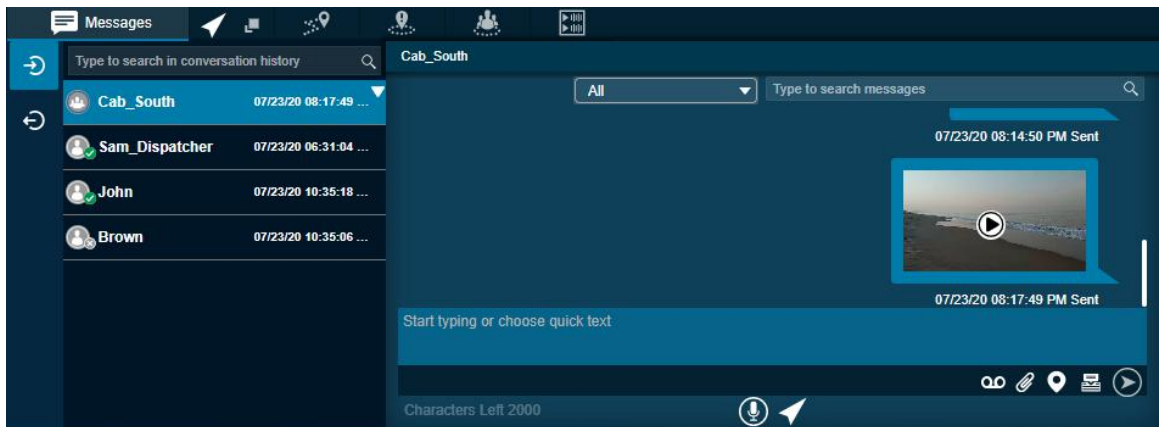 Messages
Type to search in conversation history
Cab_South 07/23/20 08:17:49 ...
Sam_Dispatcher 07/23/20 06:31:04 ...
John 07/23/20 10:35:18 ...
Brown 07/23/20 10:35:06 ...
Cab_South
All
Type to search messages
07/23/20 08:14:50 PM Sent
07/23/20 08:17:49 PM Sent
Start typing or choose quick text
Characters Left 2000